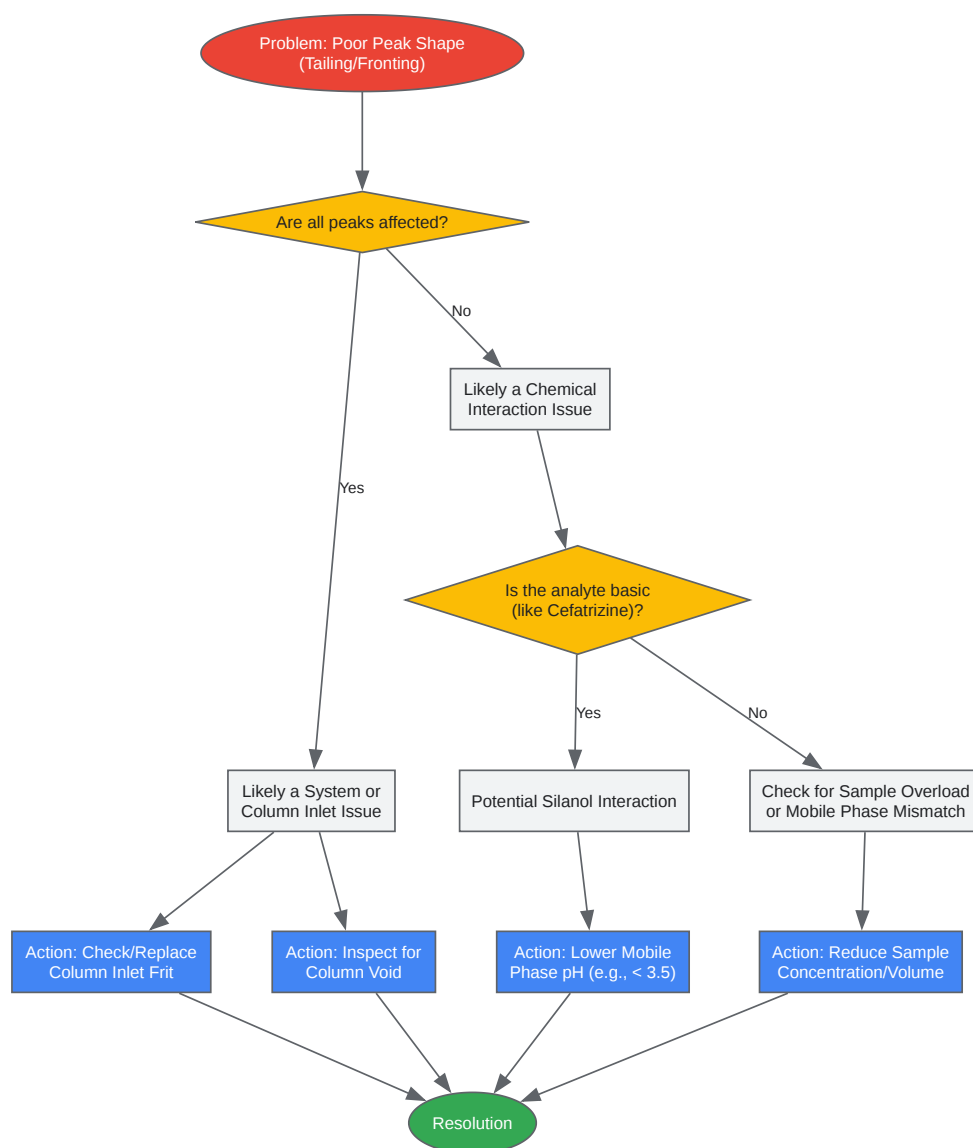 Problem: Poor Peak Shape
(Tailing/Fronting)
Are all peaks affected?
No
Likely a Chemical
Interaction Issue
Yes
Is the analyte basic
(like Cefatrizine)?
Yes
No
Likely a System or
Column Inlet Issue
Potential Silanol Interaction
Check for Sample Overload
or Mobile Phase Mismatch
Action: Check/Replace
Column Inlet Frit
Action: Inspect for
Column Void
Action: Lower Mobile
Phase pH (e.g., < 3.5)
Action: Reduce Sample
Concentration/Volume
Resolution